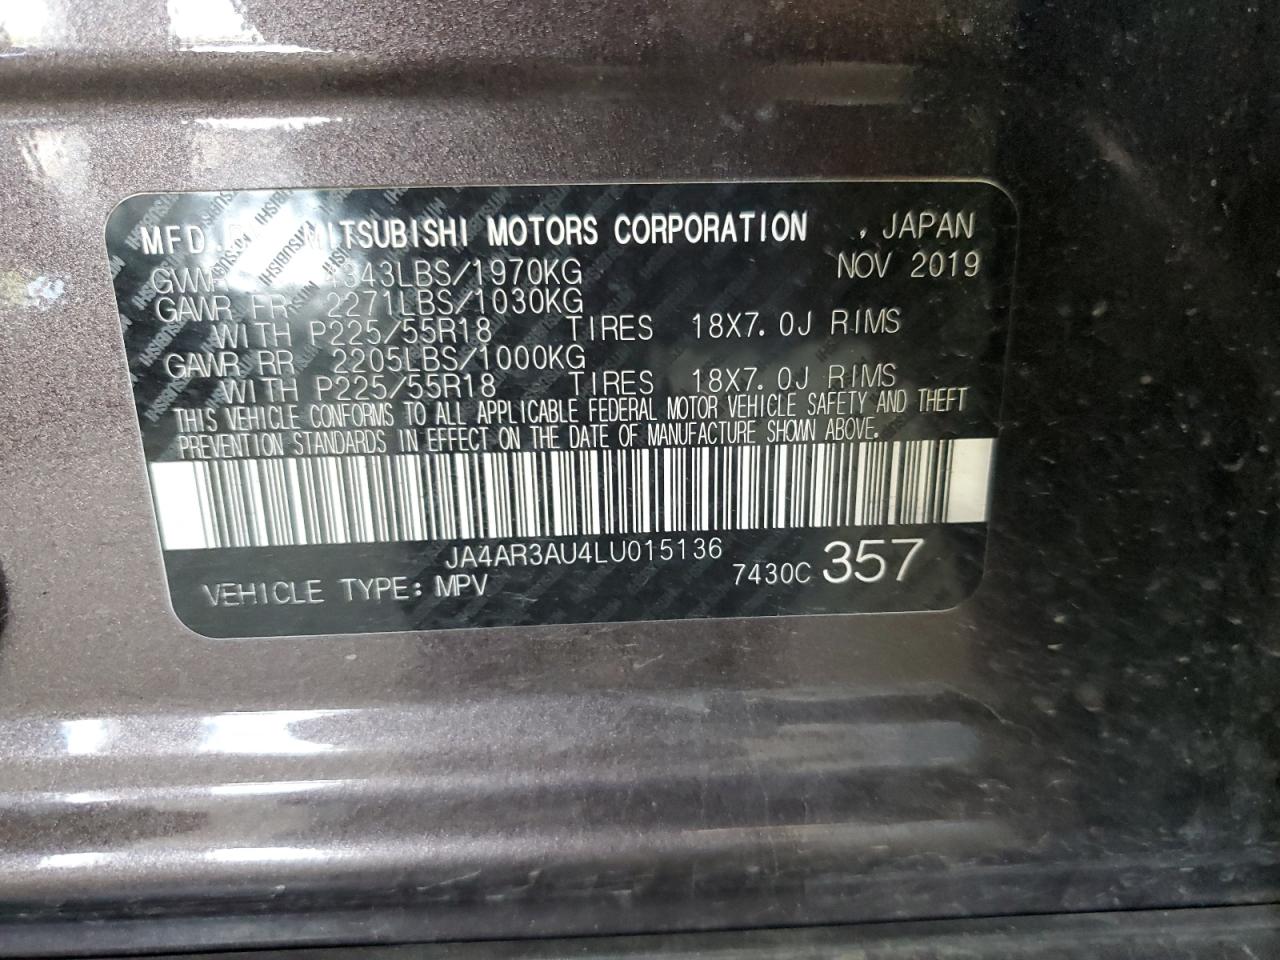 MFD. MITSUBISHI MOTORS CORPORATION , JAPAN
343LBS/1970KG NOV 2019
GAWR FR 2271LBS/1030KG
WITH P225/55R18 TIRES 18X7.0J RIMS
GAWR RR 2205LBS/1000KG
WITH P225/55R18 TIRES 18X7.0J RIMS
THIS VEHICLE CONFORMS TO ALL APPLICABLE FEDERAL MOTOR VEHICLE SAFETY AND THEFT
PREVENTION STANDARDS IN EFFECT ON THE DATE OF MANUFACTURE SHOWN ABOVE.
JA4AR3AU4LU015136
VEHICLE TYPE: MPV 7430C 357